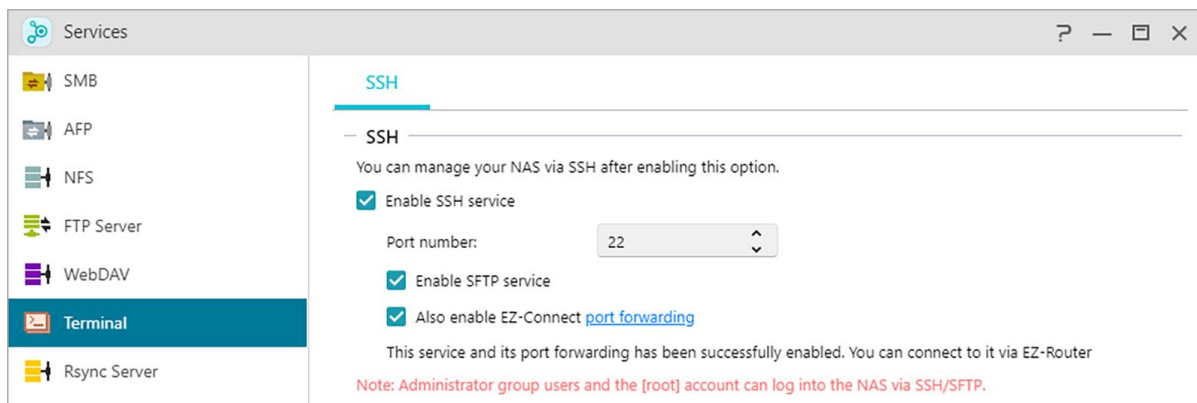 Services
SMB
AFP
NFS
FTP Server
WebDAV
Terminal
Rsync Server
SSH
SSH
You can manage your NAS via SSH after enabling this option.
Enable SSH service
Port number: 22
Enable SFTP service
Also enable EZ-Connect port forwarding
This service and its port forwarding has been successfully enabled. You can connect to it via EZ-Router
Note: Administrator group users and the [root] account can log into the NAS via SSH/SFTP.